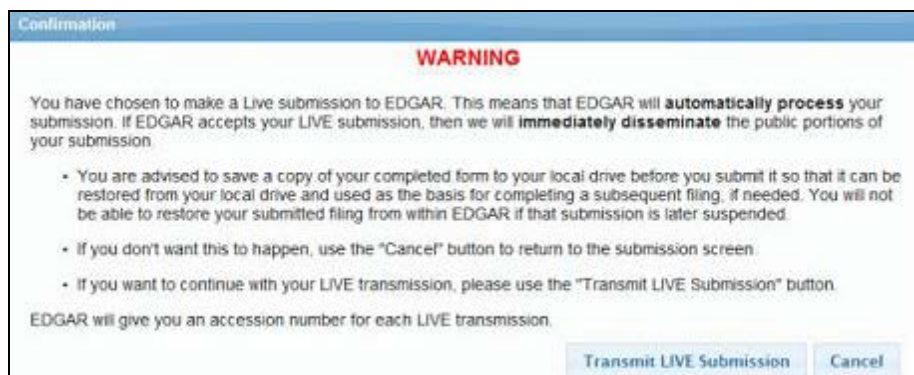 Confirmation
WARNING
You have chosen to make a Live submission to EDGAR. This means that EDGAR will automatically process your
submission. If EDGAR accepts your LIVE submission, then we will immediately disseminate the public portions of
your submission.
• You are advised to save a copy of your completed form to your local drive before you submit it so that it can be
restored from your local drive and used as the basis for completing a subsequent filing, if needed. You will not
be able to restore your submitted filing from within EDGAR if that submission is later suspended.
• If you don't want this to happen, use the "Cancel" button to return to the submission screen.
• If you want to continue with your LIVE transmission, please use the "Transmit LIVE Submission" button.
EDGAR will give you an accession number for each LIVE transmission.
Transmit LIVE Submission Cancel